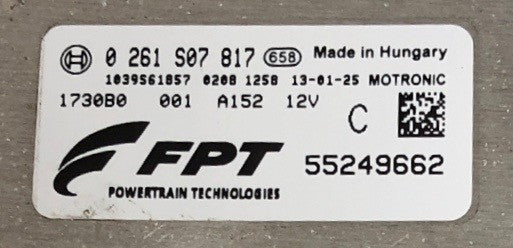 0 261 S07 817 658 Made in Hungary
1039S61857 0208 1258 13-01-25 MOTRONIC
1730B0 001 A152 12V
C
FPT 55249662
POWERTRAIN TECHNOLOGIES